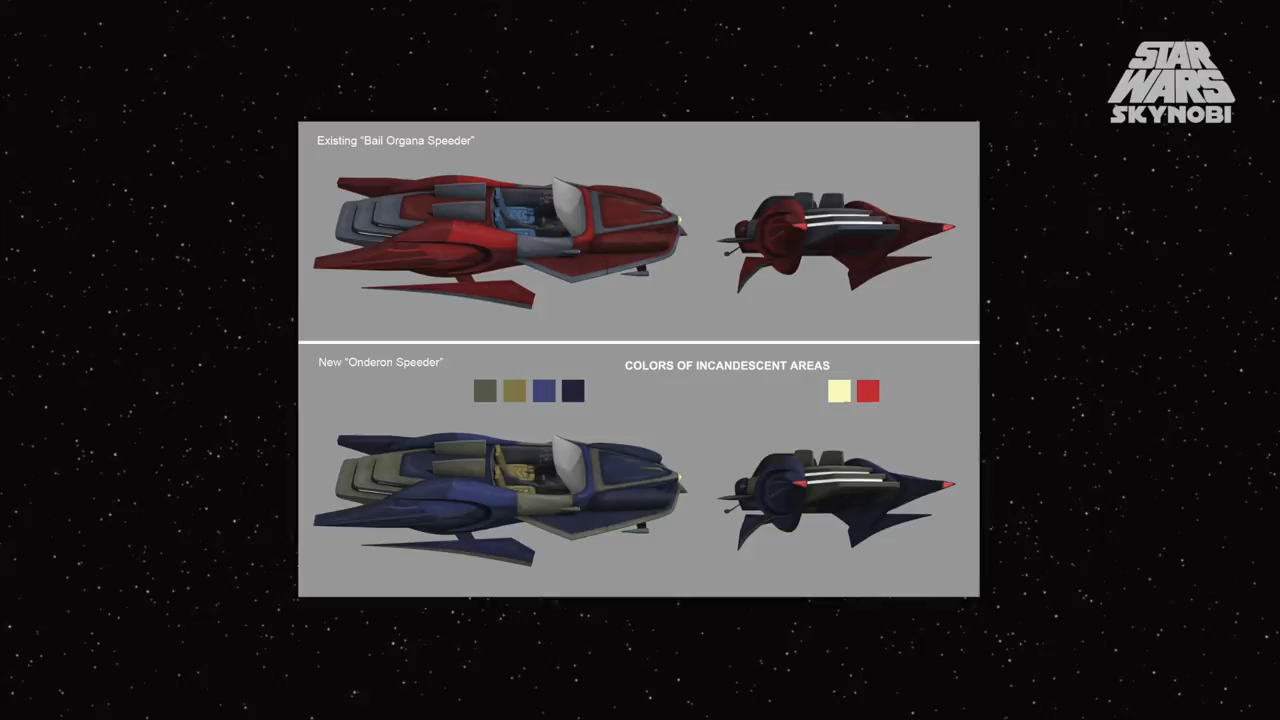 STAR
WARS
SKYNOBI
Existing “Bail Organa Speeder”
New “Onderon Speeder”
COLORS OF INCANDESCENT AREAS